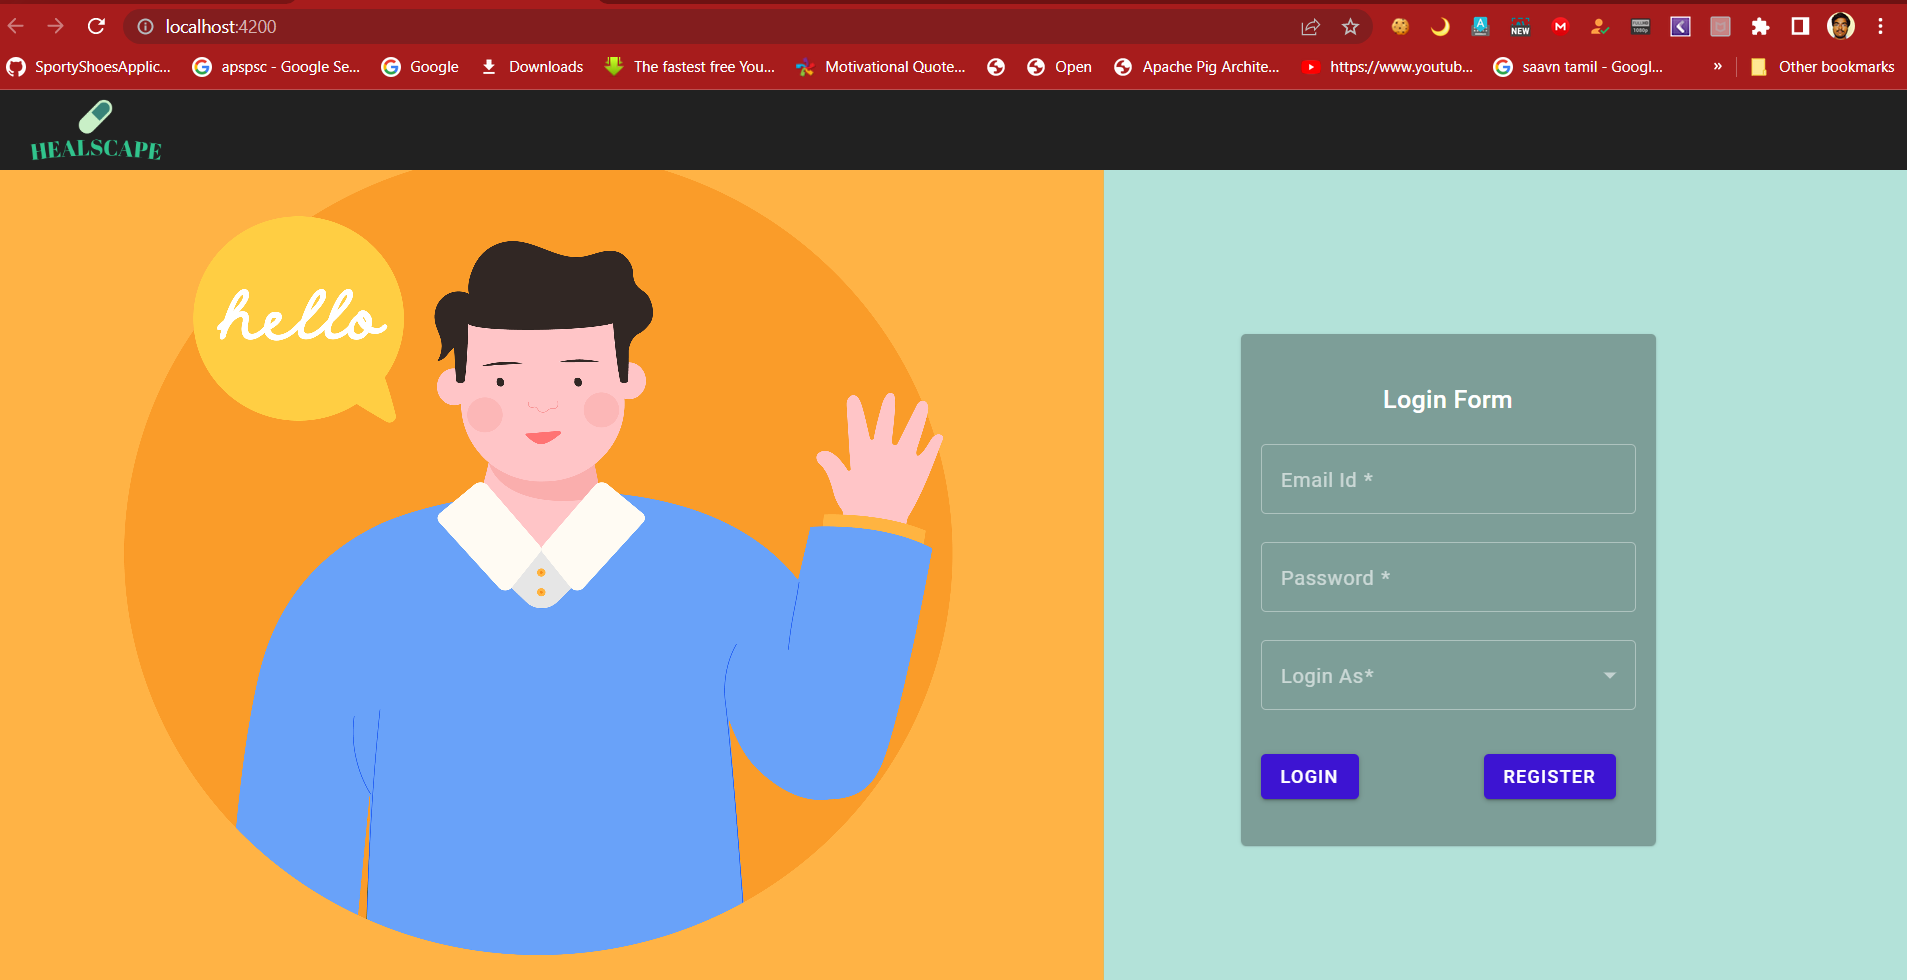 localhost:4200
NEW
SportyShoesApplic...
apspsc - Google Se...
Google
Downloads
The fastest free You...
Motivational Quote...
Open
Apache Pig Archite...
https://www.youtub...
saavn tamil - Googl...
»
Other bookmarks
HEALSCAPE
hello
Login Form
Email Id *
Password *
Login As*
LOGIN
REGISTER